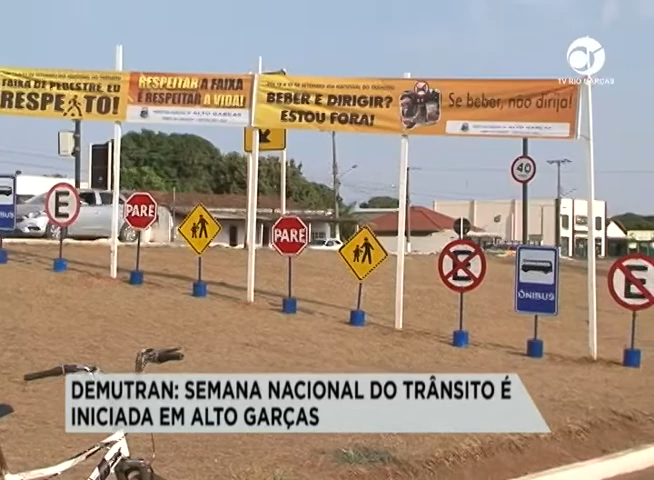 TV RIO GARÇAS
FAIXA DE PEDESTRE, EU
RESPEITO!
RESPEITAR A FAIXA
É RESPEITAR A VIDA!
BEBER E DIRIGIR?
ESTOU FORA!
Se beber, não dirija!
40
E
PARE
PARE
E
ÔNIBUS
E
DEMUTRAN: SEMANA NACIONAL DO TRÂNSITO É
INICIADA EM ALTO GARÇAS